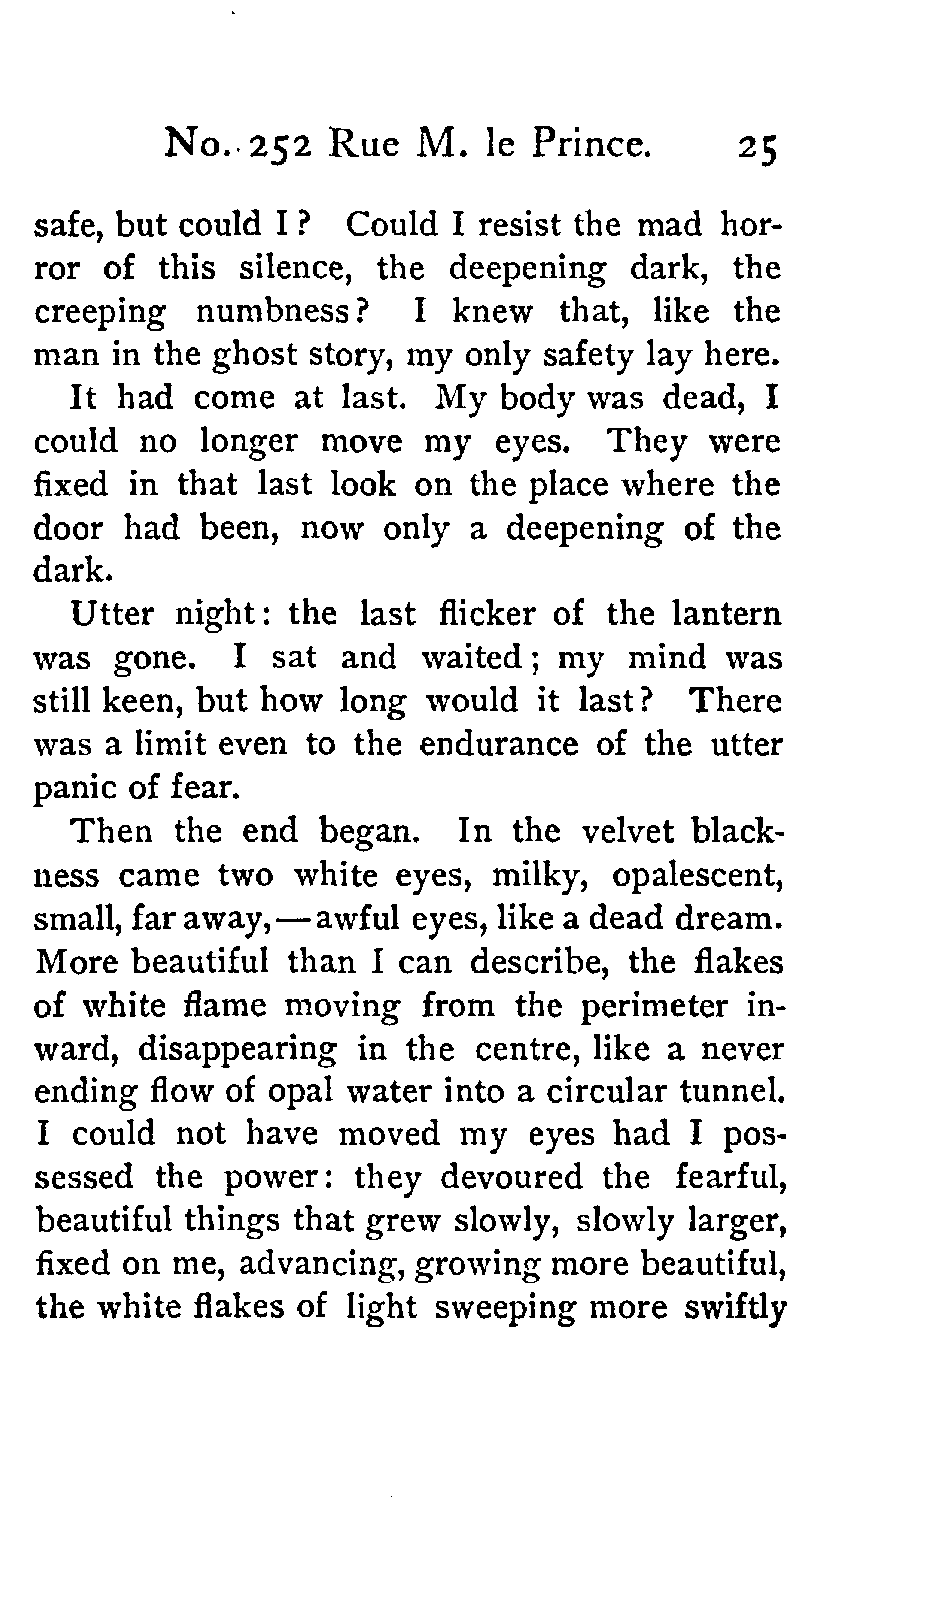 No. 252 Rue M. le Prince. 25
safe, but could I? Could I resist the mad hor-
ror of this silence, the deepening dark, the
creeping numbness? I knew that, like the
man in the ghost story, my only safety lay here.
It had come at last. My body was dead, I
could no longer move my eyes. They were
fixed in that last look on the place where the
door had been, now only a deepening of the
dark.
Utter night: the last flicker of the lantern
was gone. I sat and waited; my mind was
still keen, but how long would it last? There
was a limit even to the endurance of the utter
panic of fear.
Then the end began. In the velvet black-
ness came two white eyes, milky, opalescent,
small, far away,—awful eyes, like a dead dream.
More beautiful than I can describe, the flakes
of white flame moving from the perimeter in-
ward, disappearing in the centre, like a never
ending flow of opal water into a circular tunnel.
I could not have moved my eyes had I pos-
sessed the power: they devoured the fearful,
beautiful things that grew slowly, slowly larger,
fixed on me, advancing, growing more beautiful,
the white flakes of light sweeping more swiftly